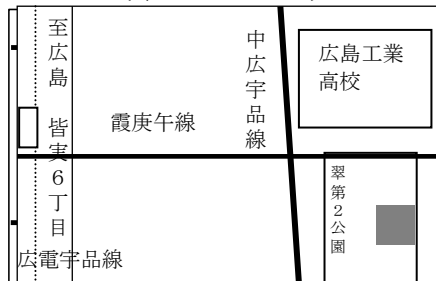 至広島　皆実６丁目
中広宇品線
広島工業
高校
霞庚午線
翠第２公園
広電宇品線